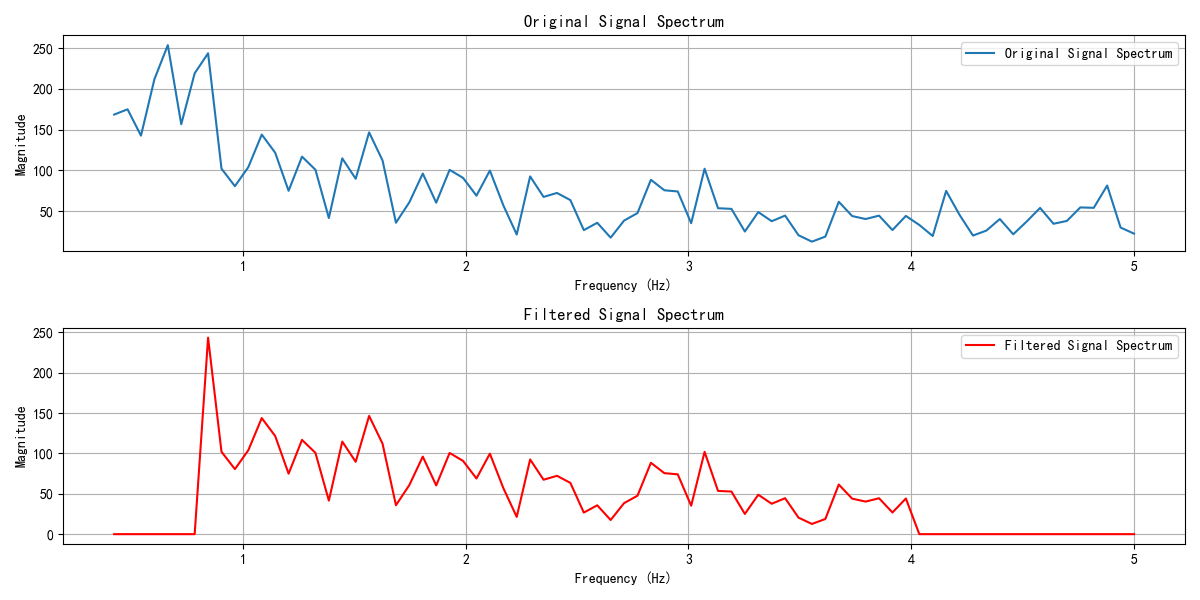 Original Signal Spectrum
Magnitude
250
200
150
100
50
Original Signal Spectrum
1
2
3
4
5
Frequency (Hz)
Filtered Signal Spectrum
Magnitude
250
200
150
100
50
0
Filtered Signal Spectrum
1
2
3
4
5
Frequency (Hz)